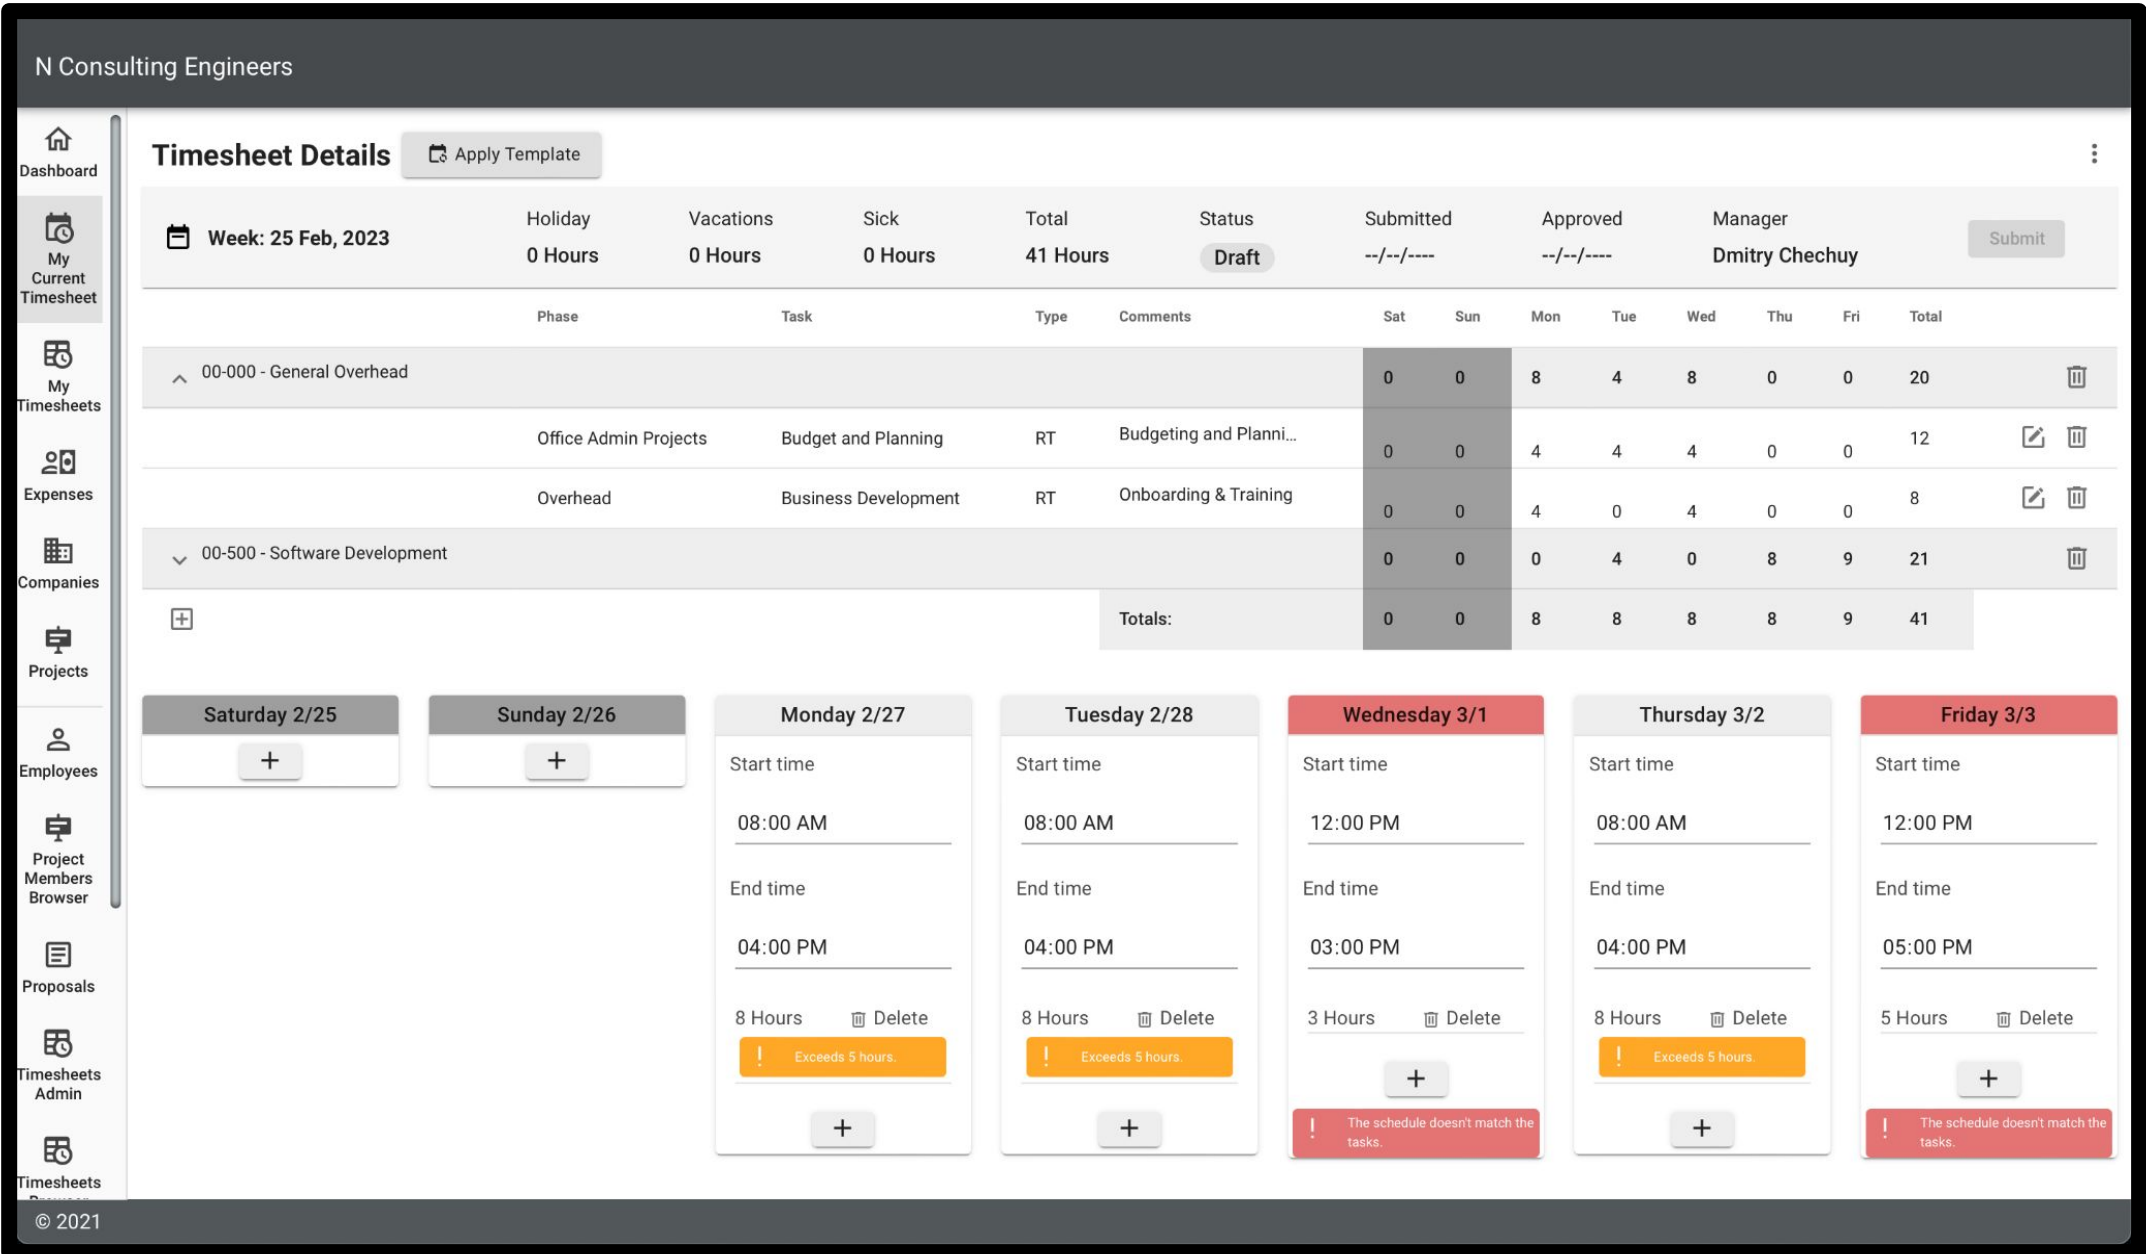 N Consulting Engineers
Dashboard
My
Current
Timesheet
My
Timesheets
Expenses
Companies
Projects
Employees
Project
Members
Browser
Proposals
Timesheets
Admin
Timesheets
Timesheet Details
Apply Template
Week: 25 Feb, 2023
Holiday
0 Hours
Vacations
0 Hours
Sick
0 Hours
Total
41 Hours
Status
Draft
Submitted
--/--/----
Approved
--/--/----
Manager
Dmitry Chechuy
Submit
Phase Task Type Comments Sat Sun Mon Tue Wed Thu Fri Total
00-000 - General Overhead 0 0 8 4 8 0 0 20
Office Admin Projects Budget and Planning RT Budgeting and Planni... 0 0 4 4 4 0 0 12
Overhead Business Development RT Onboarding & Training 0 0 4 0 4 0 0 8
00-500 - Software Development 0 0 0 4 0 8 9 21
Totals: 0 0 8 8 8 8 9 41
Saturday 2/25
+
Sunday 2/26
+
Monday 2/27
Start time
08:00 AM
End time
04:00 PM
8 Hours Delete
! Exceeds 5 hours.
+
Tuesday 2/28
Start time
08:00 AM
End time
04:00 PM
8 Hours Delete
! Exceeds 5 hours.
+
Wednesday 3/1
Start time
12:00 PM
End time
03:00 PM
3 Hours Delete
+
! The schedule doesn't match the
tasks.
Thursday 3/2
Start time
08:00 AM
End time
04:00 PM
8 Hours Delete
! Exceeds 5 hours.
+
Friday 3/3
Start time
12:00 PM
End time
05:00 PM
5 Hours Delete
+
! The schedule doesn't match the
tasks.
© 2021